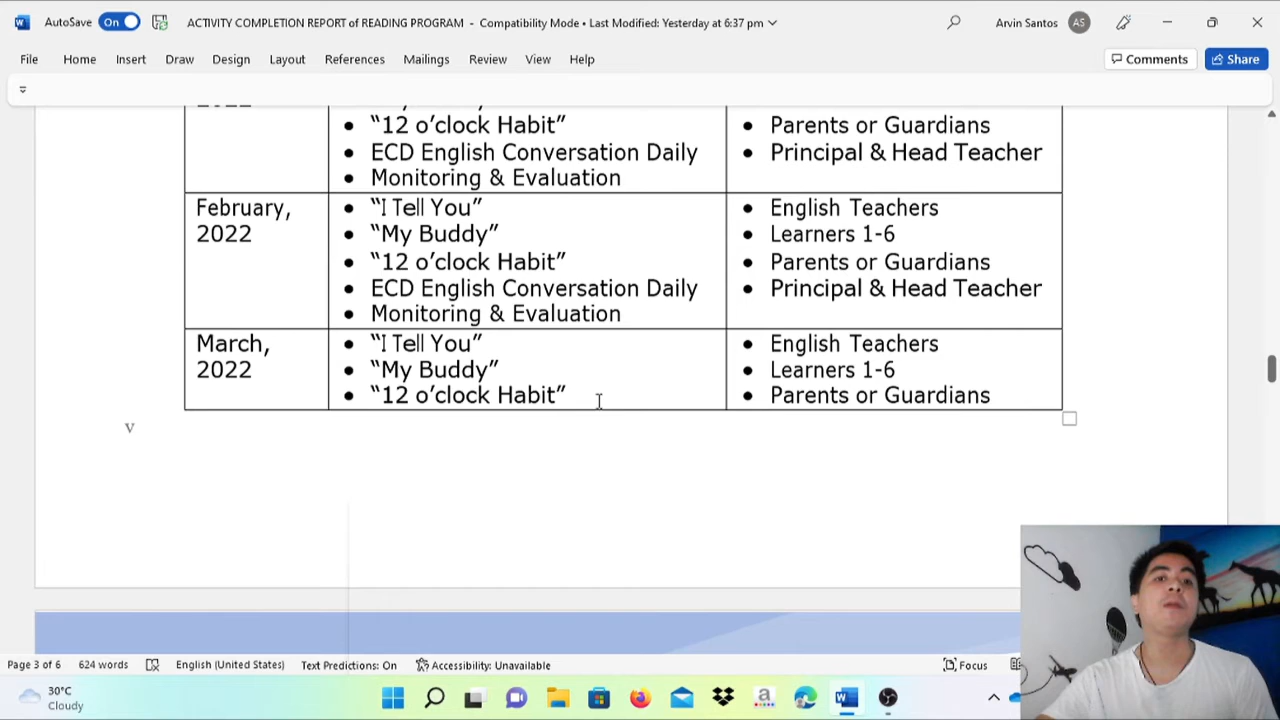 AutoSave On ACTIVITY COMPLETION REPORT of READING PROGRAM - Compatibility Mode • Last Modified: Yesterday at 6:37 pm Arvin Santos AS
File Home Insert Draw Design Layout References Mailings Review View Help Comments Share
2022
• “12 o’clock Habit”
• ECD English Conversation Daily
• Monitoring & Evaluation
• Parents or Guardians
• Principal & Head Teacher
February,
2022
• “I Tell You”
• “My Buddy”
• “12 o’clock Habit”
• ECD English Conversation Daily
• Monitoring & Evaluation
• English Teachers
• Learners 1-6
• Parents or Guardians
• Principal & Head Teacher
March,
2022
• “I Tell You”
• “My Buddy”
• “12 o’clock Habit”
• English Teachers
• Learners 1-6
• Parents or Guardians
v
Page 3 of 6 624 words English (United States) Text Predictions: On Accessibility: Unavailable Focus
30°C
Cloudy